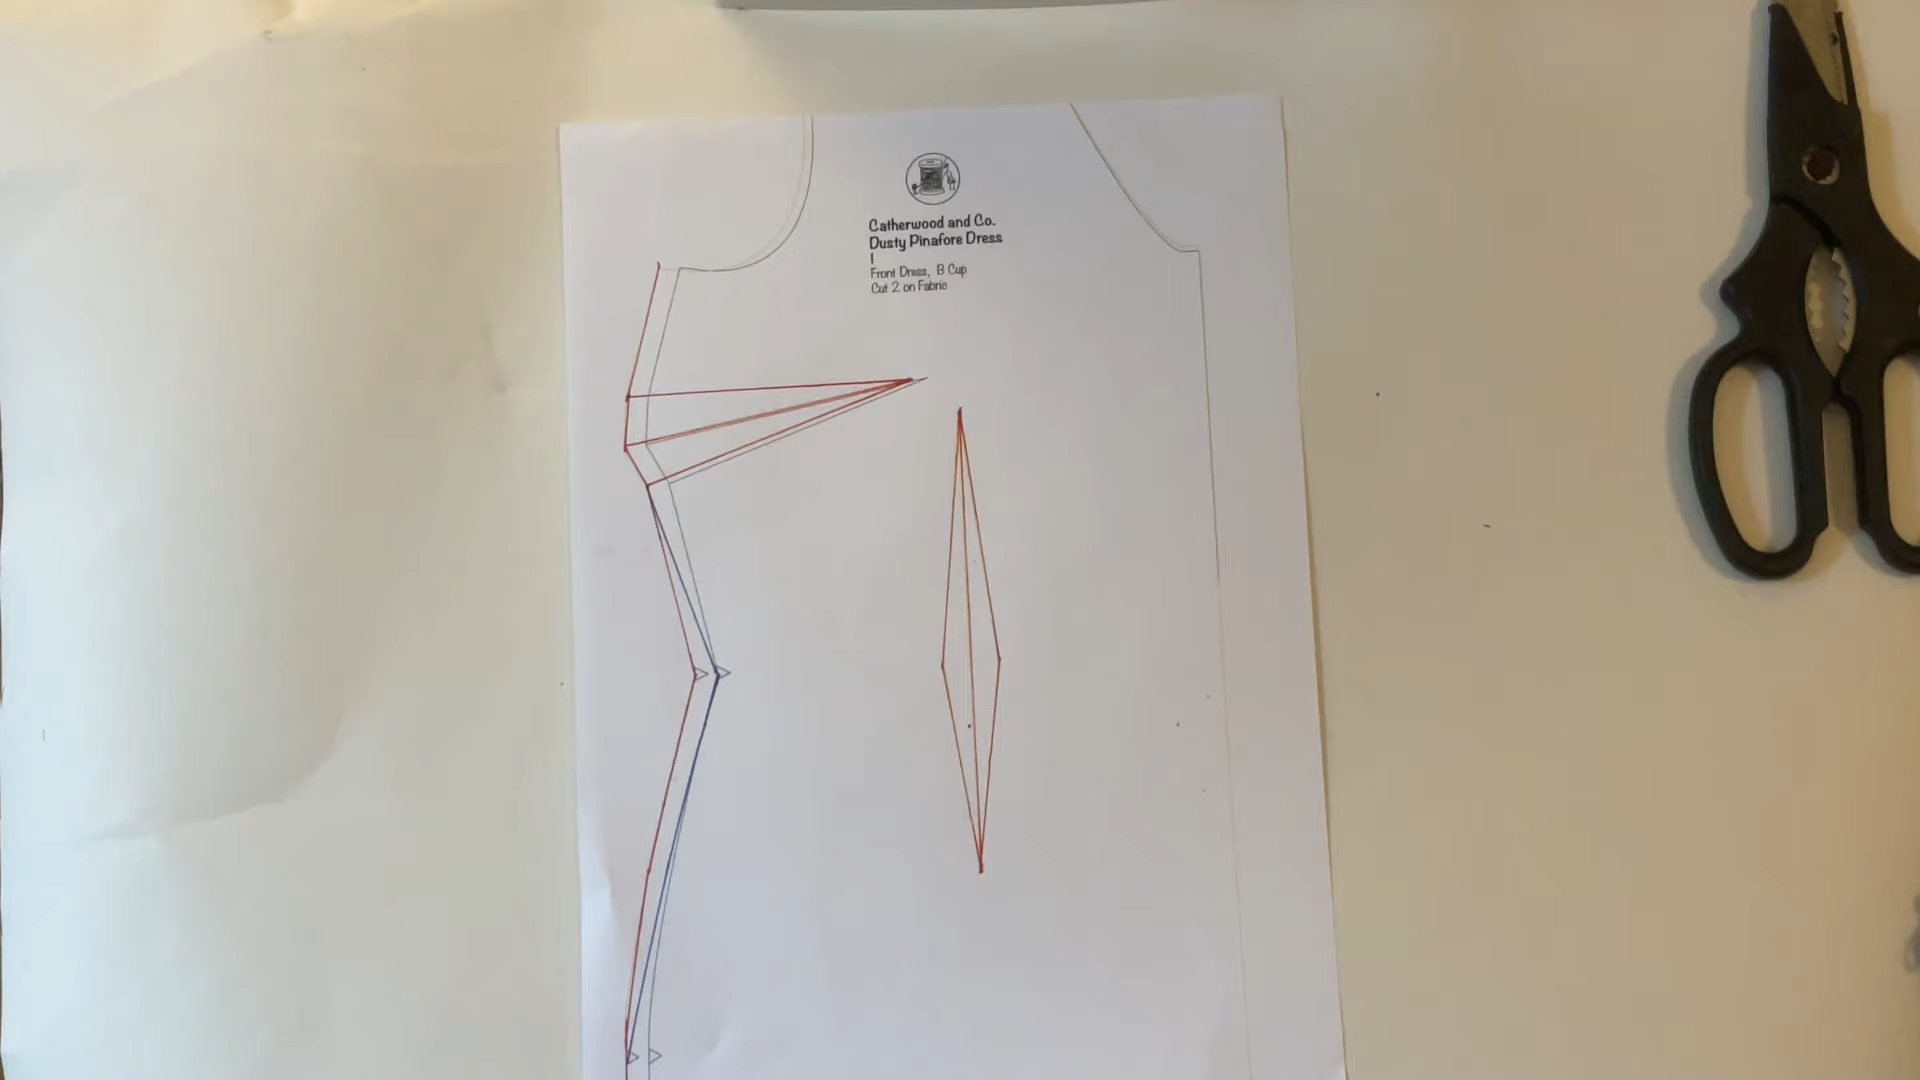 Catherwood and Co.
Dusty Pinafore Dress
1
Front Dress, B Cup
Cut 2 on Fabric